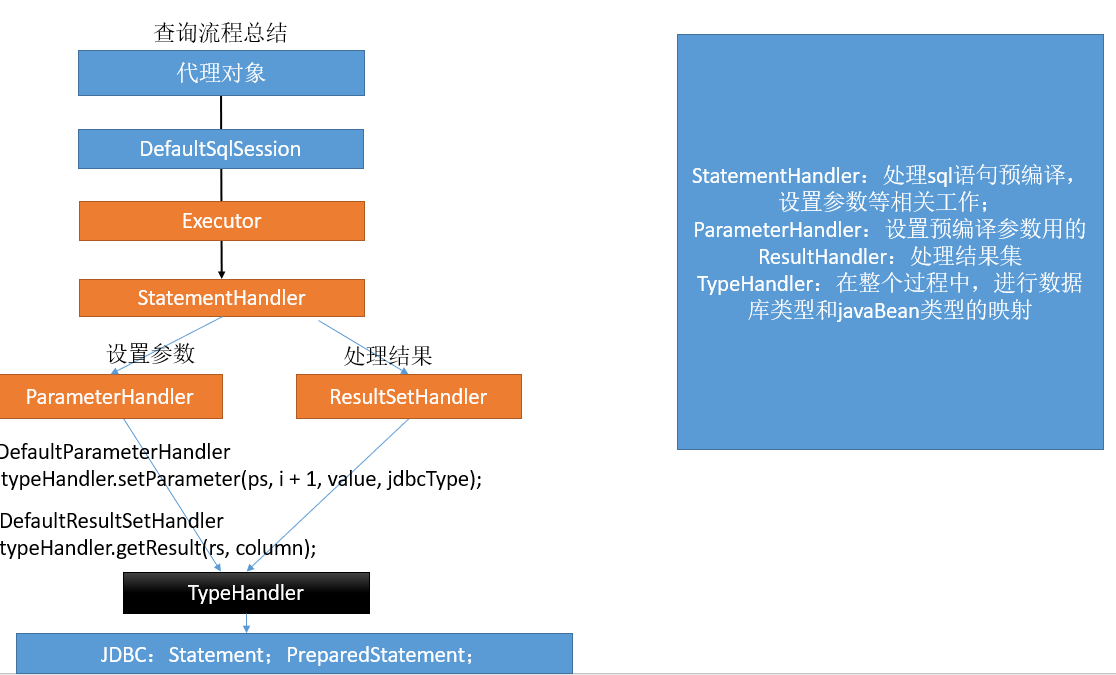 查询流程总结
代理对象
DefaultSqlSession
Executor
StatementHandler
设置参数
处理结果
ParameterHandler
ResultSetHandler
DefaultParameterHandler
typeHandler.setParameter(ps, i + 1, value, jdbcType);
DefaultResultSetHandler
typeHandler.getResult(rs, column);
TypeHandler
JDBC：Statement；PreparedStatement；
StatementHandler：处理sql语句预编译，
设置参数等相关工作；
ParameterHandler：设置预编译参数用的
ResultHandler：处理结果集
TypeHandler：在整个过程中，进行数据
库类型和javaBean类型的映射